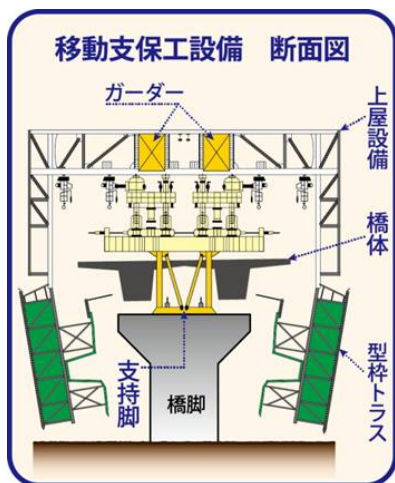 移動支保工設備　断面図
ガーダー
上屋設備
橋体
型枠トラス
支持脚
橋脚